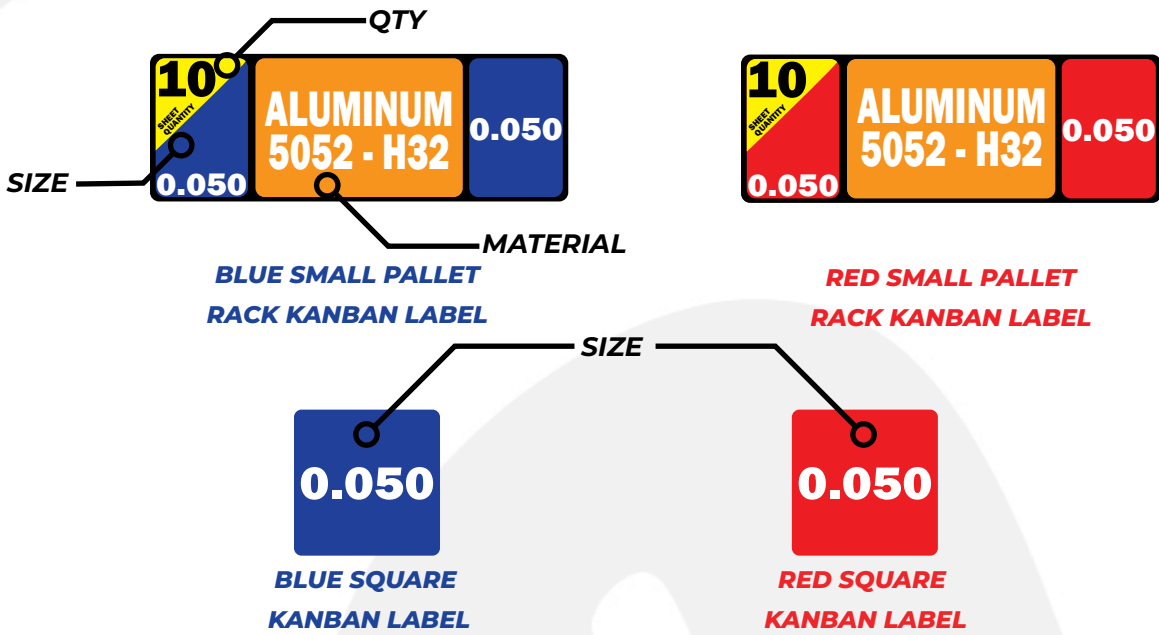 QTY
10
SHEET
QUANTITY
0.050
ALUMINUM
5052 - H32
0.050
SIZE
MATERIAL
BLUE SMALL PALLET
RACK KANBAN LABEL
10
SHEET
QUANTITY
0.050
ALUMINUM
5052 - H32
0.050
RED SMALL PALLET
RACK KANBAN LABEL
SIZE
0.050
BLUE SQUARE
KANBAN LABEL
0.050
RED SQUARE
KANBAN LABEL